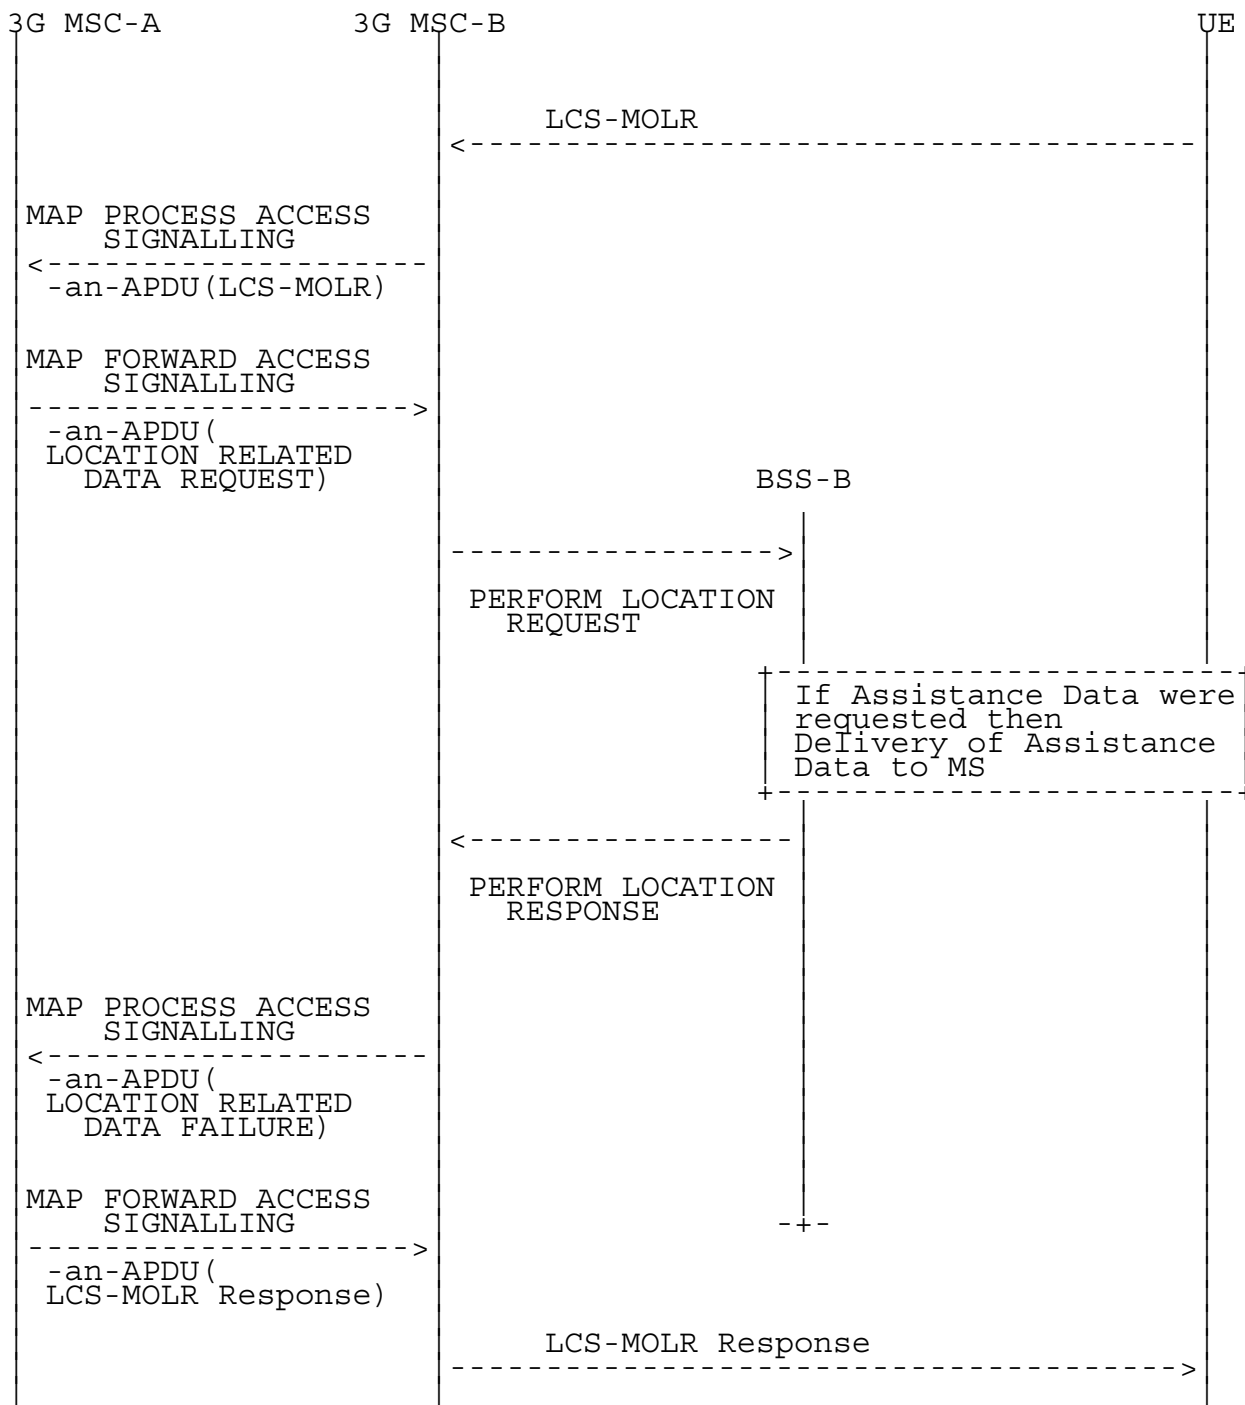 3G MSC-A 3G MSC-B UE
LCS-MOLR
MAP PROCESS ACCESS
SIGNALLING
-an-APDU(LCS-MOLR)
MAP FORWARD ACCESS
SIGNALLING
-an-APDU(
LOCATION RELATED
DATA REQUEST)
BSS-B
PERFORM LOCATION
REQUEST
If Assistance Data were
requested then
Delivery of Assistance
Data to MS
PERFORM LOCATION
RESPONSE
MAP PROCESS ACCESS
SIGNALLING
-an-APDU(
LOCATION RELATED
DATA FAILURE)
MAP FORWARD ACCESS
SIGNALLING
-an-APDU(
LCS-MOLR Response)
LCS-MOLR Response